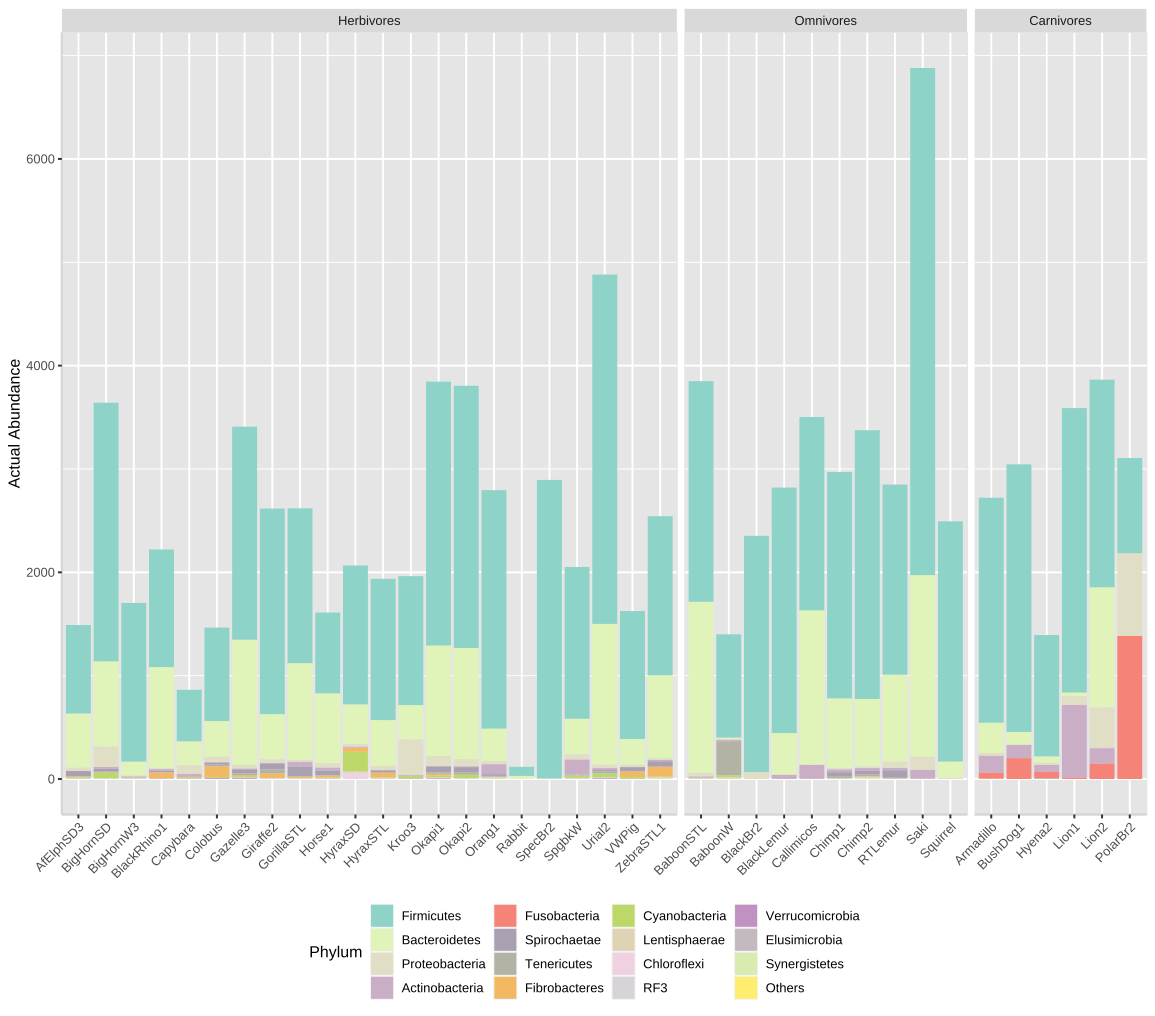 Herbivores Omnivores Carnivores
Actual Abundance
6000
4000
2000
0
AfElphSD3 BigHornSD BigHornW3 BlackRhino1 Capybara Colobus Gazelle3 Giraffe2 GorillaSTL Horse1 HyraxSD HyraxSTL Kroo3 Okapi1 Okapi2 Orang1 Rabbit SpecBr2 SpgbkW Urial2 VWPig ZebraSTL1 BaboonSTL BaboonW BlackBr2 BlackLemur Callimicos Chimp1 Chimp2 RTLemur Saki Squirrel Armadillo BushDog1 Hyena2 Lion1 Lion2 PolarBr2
Phylum
Firmicutes Fusobacteria Cyanobacteria Verrucomicrobia
Bacteroidetes Spirochaetae Lentisphaerae Elusimicrobia
Proteobacteria Tenericutes Chloroflexi Synergistetes
Actinobacteria Fibrobacteres RF3 Others